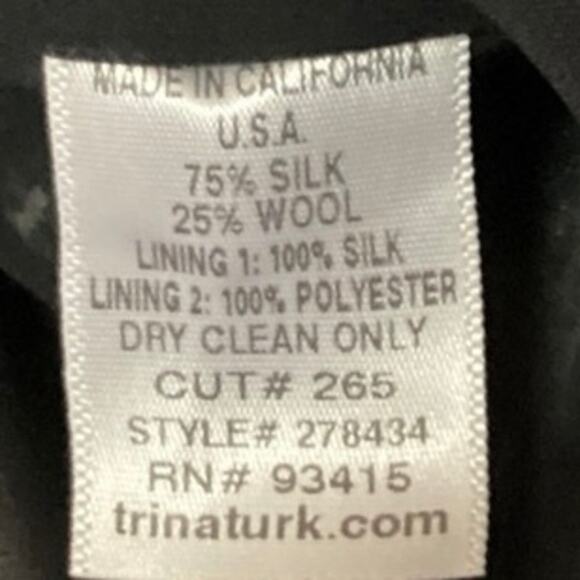 MADE IN CALIFORNIA
U.S.A.
75% SILK
25% WOOL
LINING 1: 100% SILK
LINING 2: 100% POLYESTER
DRY CLEAN ONLY
CUT# 265
STYLE# 278434
RN# 93415
trinaturk.com